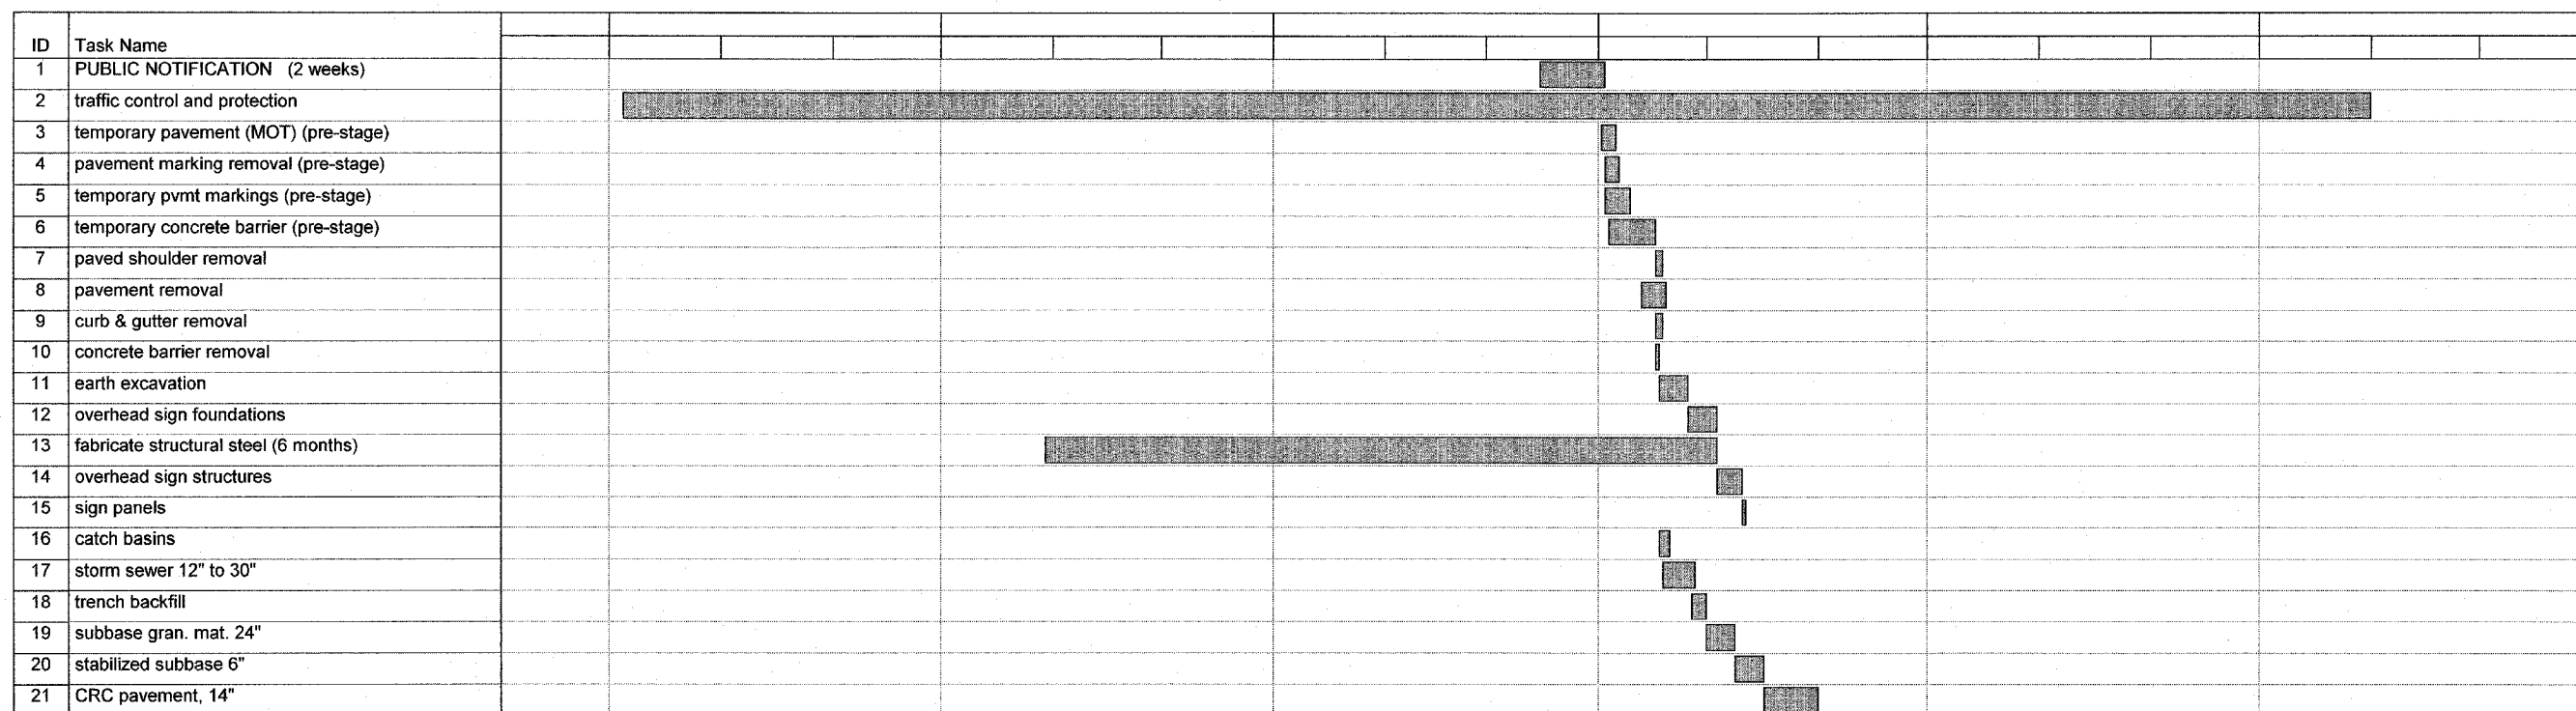 ID Task Name
1 PUBLIC NOTIFICATION (2 weeks)
2 traffic control and protection
3 temporary pavement (MOT) (pre-stage)
4 pavement marking removal (pre-stage)
5 temporary pvmt markings (pre-stage)
6 temporary concrete barrier (pre-stage)
7 paved shoulder removal
8 pavement removal
9 curb & gutter removal
10 concrete barrier removal
11 earth excavation
12 overhead sign foundations
13 fabricate structural steel (6 months)
14 overhead sign structures
15 sign panels
16 catch basins
17 storm sewer 12" to 30"
18 trench backfill
19 subbase gran. mat. 24"
20 stabilized subbase 6"
21 CRC pavement, 14"